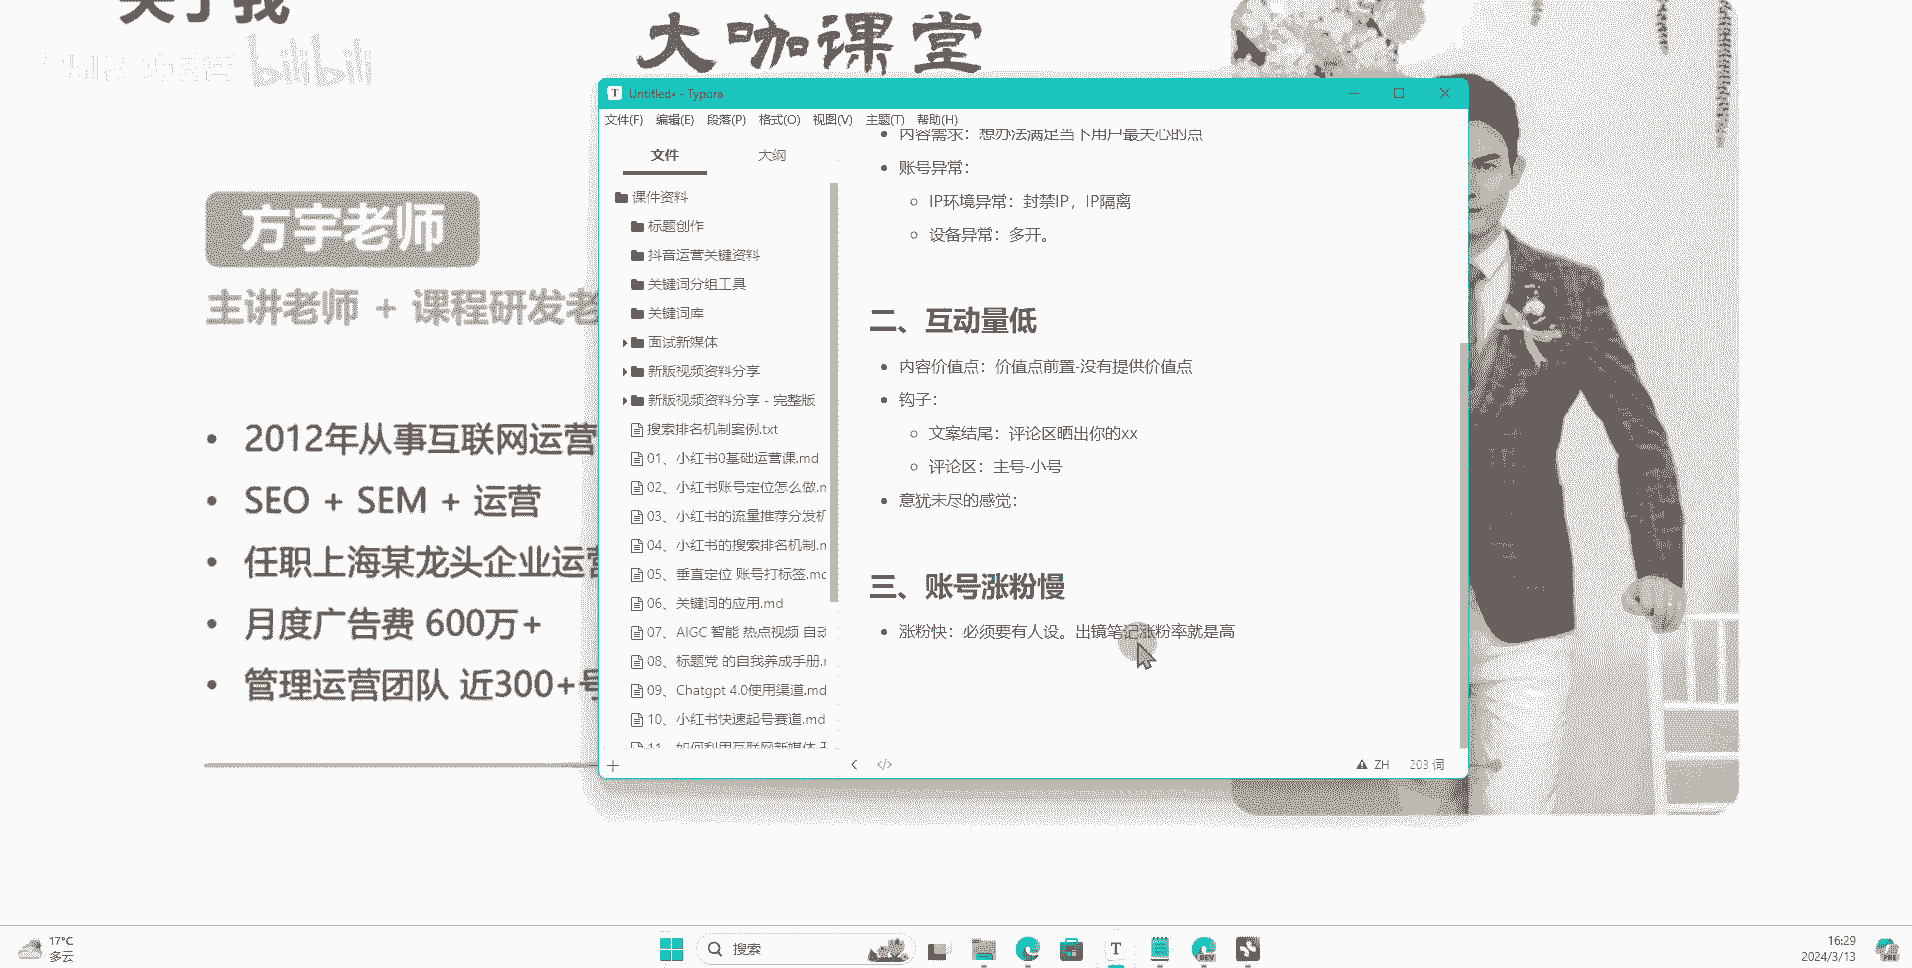 关于我
bilibili
大咖课堂
方宇老师
主讲老师 + 课程研发老
2012年从事互联网运营
SEO + SEM + 运营
任职上海某龙头企业运营
月度广告费 600万+
管理运营团队 近300+号
Untitled• - Typora
文件(F) 编辑(E) 段落(P) 格式(O) 视图(V) 主题(T) 帮助(H)
文件 大纲
课件资料
标题创作
抖音运营关键资料
关键词分组工具
关键词库
面试新媒体
新版视频资料分享
新版视频资料分享 - 完整版
搜索排名机制案例.txt
01、小红书0基础运营课.md
02、小红书账号定位怎么做.m
03、小红书的流量推荐分发机
04、小红书的搜索排名机制.m
05、垂直定位 账号打标签.md
06、关键词的应用.md
07、AIGC 智能 热点视频 自动
08、标题党 的自我养成手册.m
09、Chatgpt 4.0使用渠道.md
10、小红书快速起号赛道.md
11、如何利用互联网新媒体
内容需求：想办法满足当下用户最关心的点
账号异常：
IP环境异常：封禁IP，IP隔离
设备异常：多开。
二、互动量低
内容价值点：价值点前置-没有提供价值点
钩子：
文案结尾：评论区晒出你的xx
评论区：主号-小号
意犹未尽的感觉：
三、账号涨粉慢
涨粉快：必须要有人设。出镜笔记涨粉率就是高
ZH 203 词
17°C
多云
搜索
16:29
2024/3/13